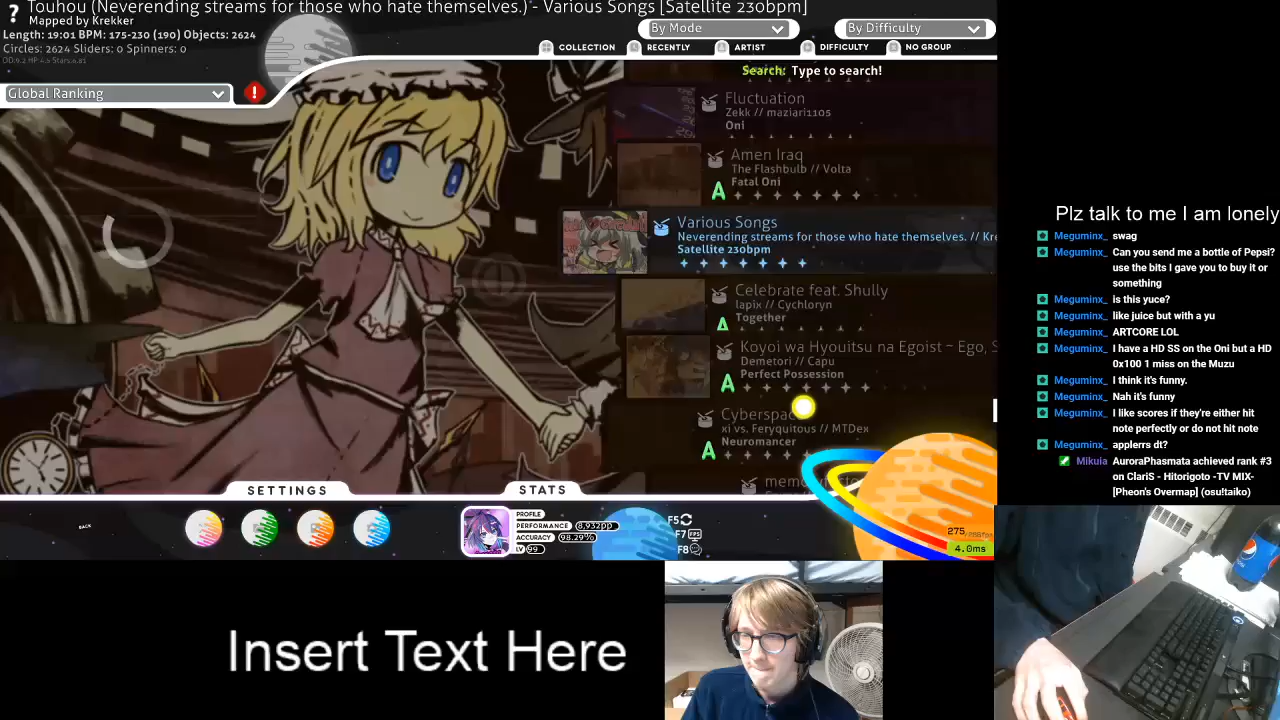 Touhou (Neverending streams for those who hate themselves.) - Various Songs [Satellite 230bpm]
Mapped by Krekker
Length: 19:01 BPM: 175-230 (190) Objects: 2624
Circles: 2624 Sliders: 0 Spinners: 0
Global Ranking
By Mode
By Difficulty
COLLECTION
RECENTLY
ARTIST
DIFFICULTY
NO GROUP
Search: Type to search!
Fluctuation
Zekk // maziari1105
Oni
Amen Iraq
The Flashbulb // Volta
Fatal Oni
A
Various Songs
Neverending streams for those who hate themselves. // Kre
Satellite 230bpm
Celebrate feat. Shully
lapix // Cychloryn
Together
A
Koyoi wa Hyouitsu na Egoist ~ Ego, S
Demetori // Capu
Perfect Possession
A
Cyberspac
xi vs. Feryquitous // MTDex
Neuromancer
A
SETTINGS
STATS
BACK
PROFILE
PERFORMANCE 8,932pp
ACCURACY 98.29%
LV 99
F5
F7
F8
4.0ms
Plz talk to me I am lonely
Meguminx_ swag
Meguminx_ Can you send me a bottle of Pepsi?
use the bits I gave you to buy it or
something
Meguminx_ is this yuce?
Meguminx_ like juice but with a yu
Meguminx_ ARTCORE LOL
Meguminx_ I have a HD SS on the Oni but a HD
0x100 1 miss on the Muzu
Meguminx_ I think it's funny.
Meguminx_ Nah it's funny
Meguminx_ I like scores if they're either hit
note perfectly or do not hit note
Meguminx_ applerrs dt?
Mikuia AuroraPhasmata achieved rank #3
on ClariS - Hitorigoto -TV MIX-
[Pheon's Overmap] (osu!taiko)
Insert Text Here